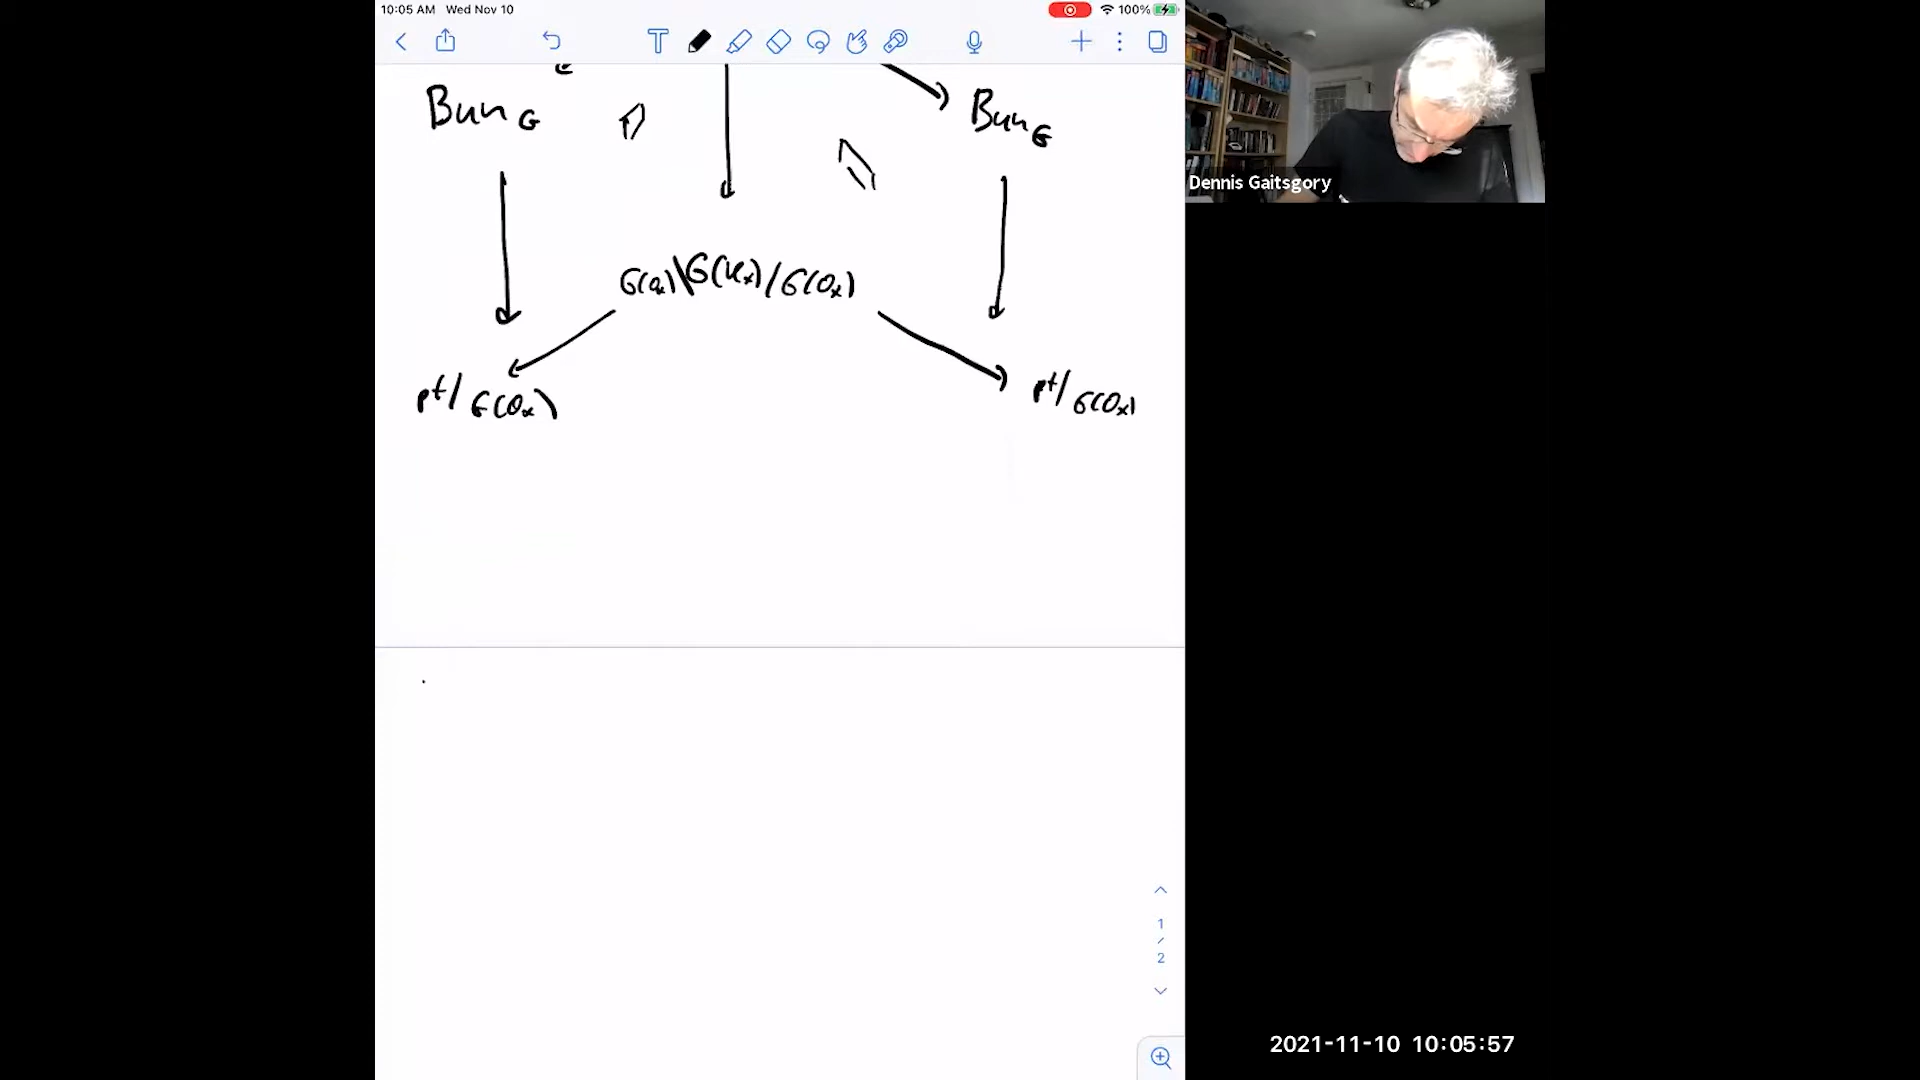 10:05 AM Wed Nov 10
100%
Bun_G
Bun_G
Dennis Gaitsgory
G(O_x)\G(K_x)/G(O_x)
pt/G(O_x)
pt/G(O_x)
1
/
2
2021-11-10 10:05:57